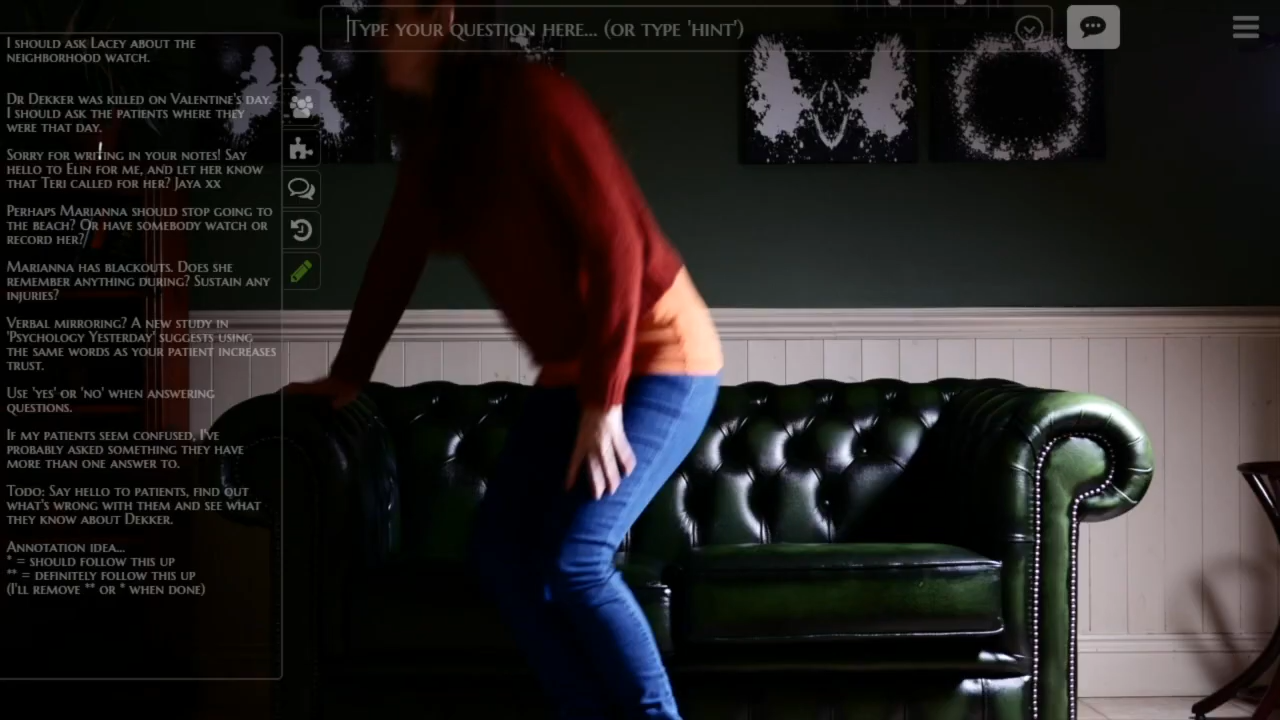 Type your question here... (or type 'hint')
I should ask Lacey about the
neighborhood watch.
Dr Dekker was killed on Valentine's day.
I should ask the patients where they
were that day.
Sorry for writing in your notes! Say
hello to Elin for me, and let her know
that Teri called for her? Jaya xx
Perhaps Marianna should stop going to
the beach? Or have somebody watch or
record her?
Marianna has blackouts. Does she
remember anything during? Sustain any
injuries?
Verbal mirroring? A new study in
'Psychology Yesterday' suggests using
the same words as your patient increases
trust.
Use 'yes' or 'no' when answering
questions.
If my patients seem confused, I've
probably asked something they have
more than one answer to.
Todo: Say hello to patients, find out
what's wrong with them and see what
they know about Dekker.
Annotation idea...
* = should follow this up
** = definitely follow this up
(I'll remove ** or * when done)